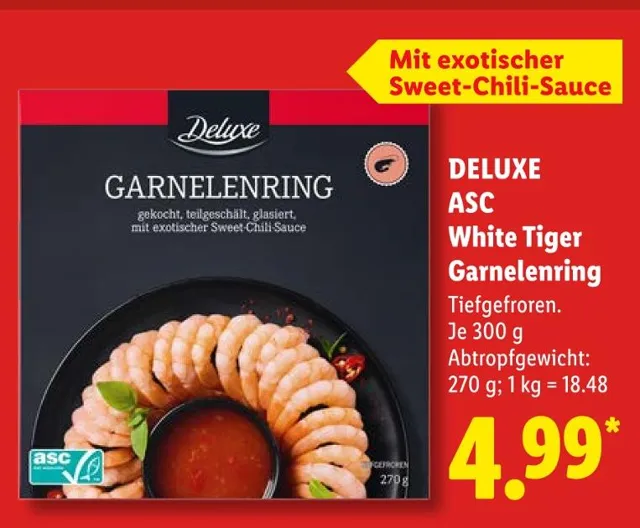 Mit exotischer
Sweet-Chili-Sauce
Deluxe
GARNELENRING
gekocht, teilgeschält, glasiert,
mit exotischer Sweet-Chili-Sauce
DELUXE
ASC
White Tiger
Garnelenring
Tiefgefroren.
Je 300 g
Abtropfgewicht:
270 g; 1 kg = 18.48
4.99*
asc
270g